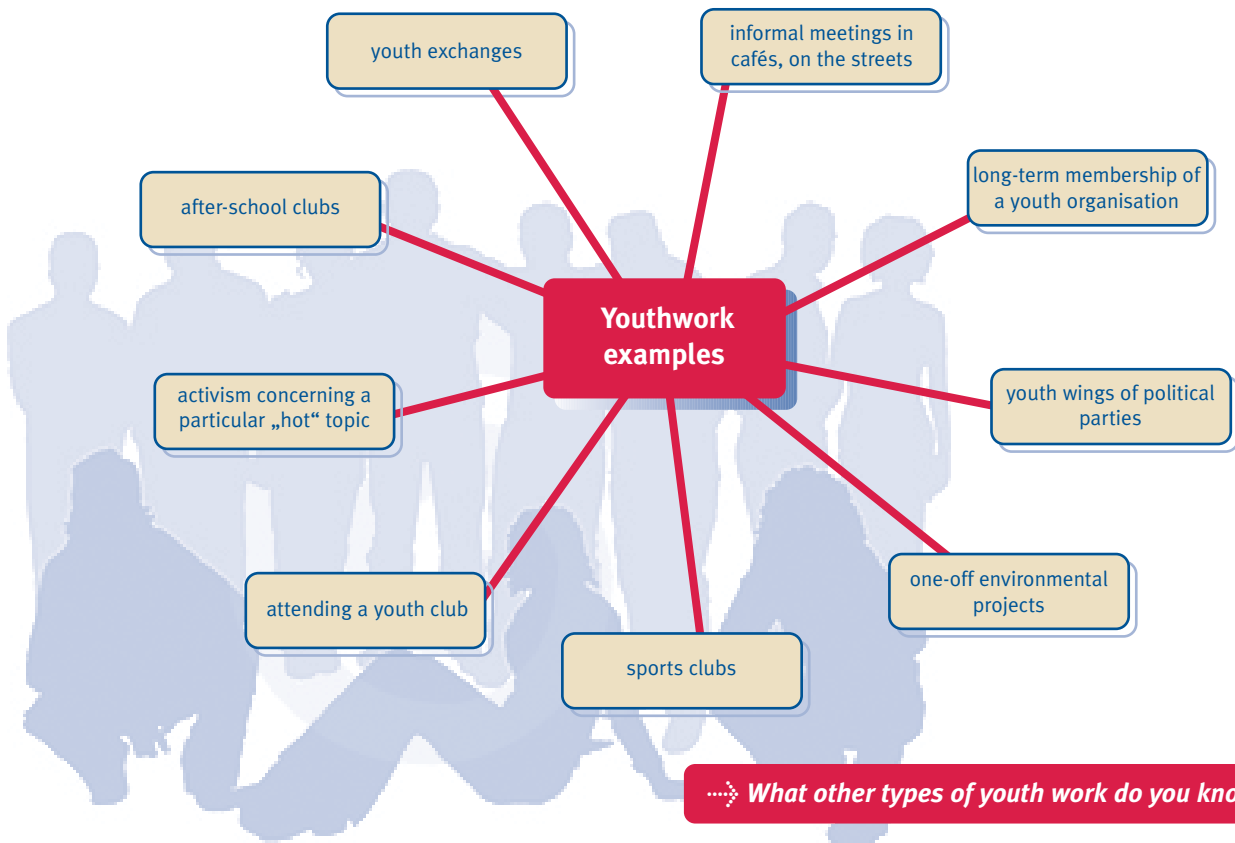 youth exchanges
informal meetings in
cafés, on the streets
after-school clubs
long-term membership of
a youth organisation
Youthwork
examples
activism concerning a
particular „hot“ topic
youth wings of political
parties
attending a youth club
one-off environmental
projects
sports clubs
What other types of youth work do you kno